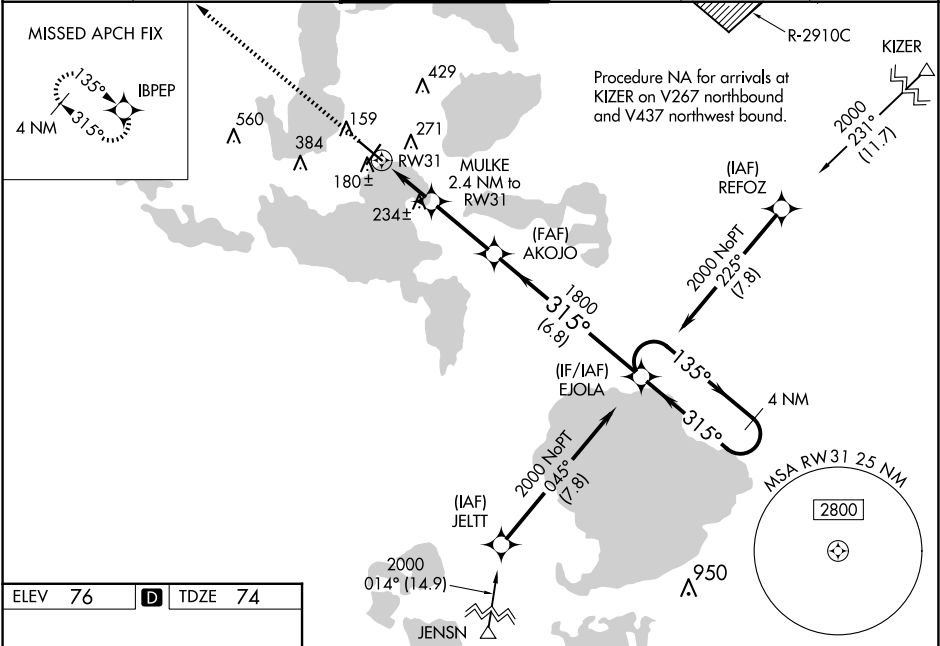 MISSED APCH FIX
135°
IBPEP
4 NM
315°
R-2910C
KIZER
Procedure NA for arrivals at
KIZER on V267 northbound
and V437 northwest bound.
2000
231°
(11.7)
429
560
159
384
271
RW31
180±
MULKE
2.4 NM to
RW31
234±
(IAF)
REFOZ
(FAF)
AKOJO
2000 NoPT
225°
(7.8)
1800
315°
(6.8)
(IF/IAF)
EJOLA
135°
4 NM
315°
MSA RW31 25 NM
2800
2000 NoPT
045°
(7.8)
(IAF)
JELTT
2000
014° (14.9)
950
JENSN
ELEV 76 D TDZE 74